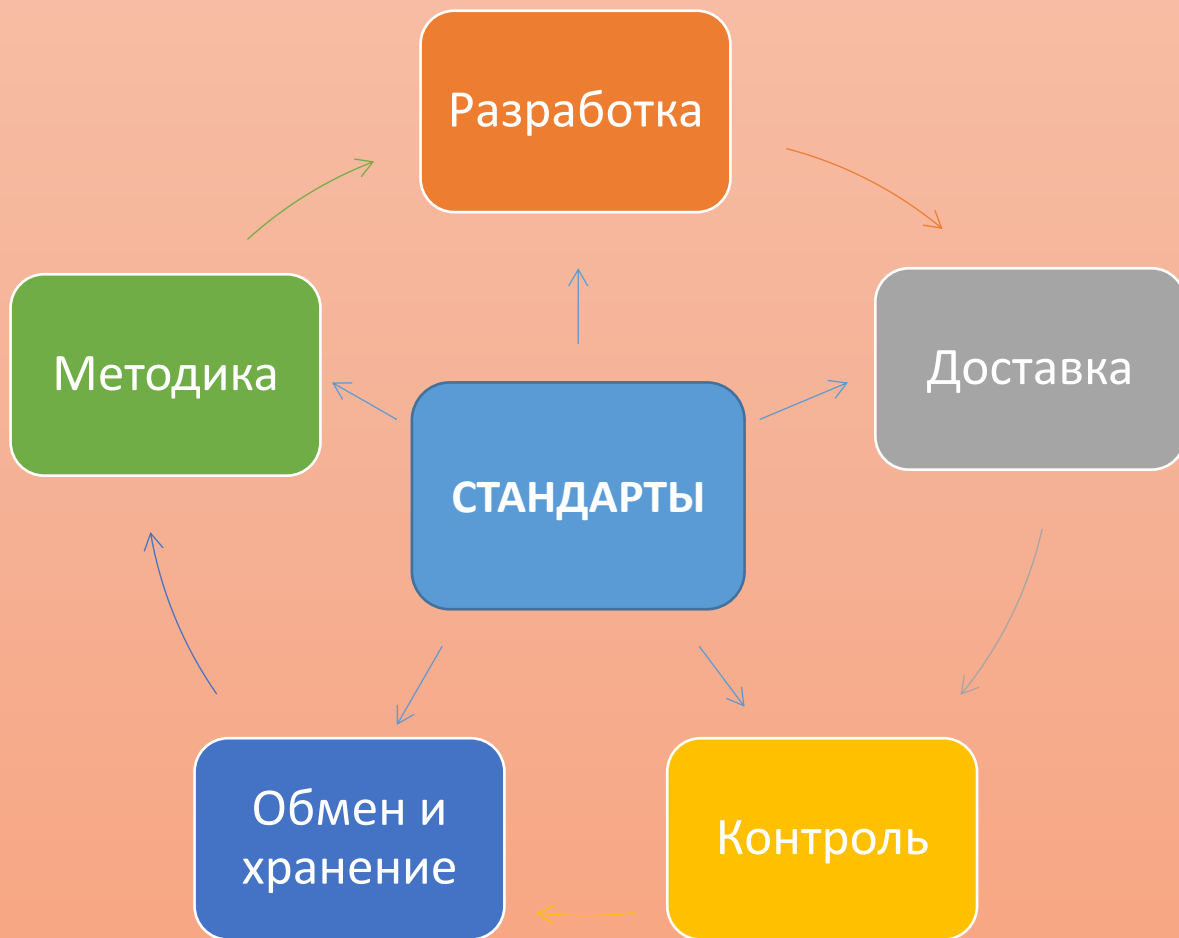 Разработка
Методика
Доставка
СТАНДАРТЫ
Обмен и
хранение
Контроль